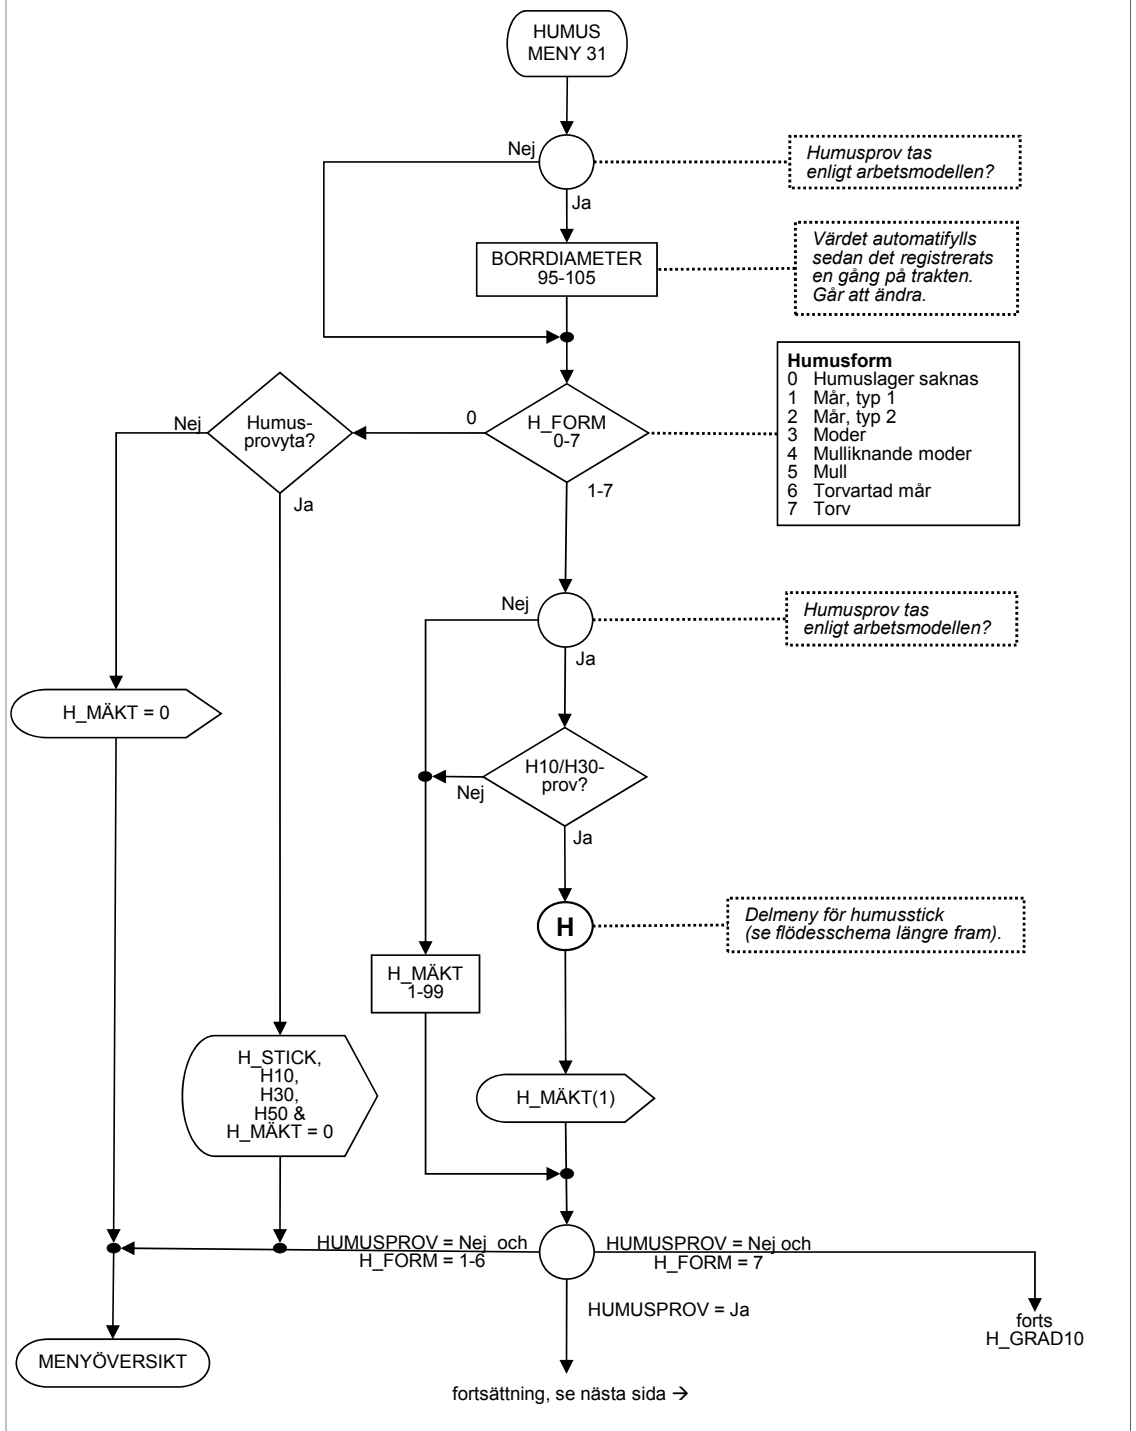 HUMUS
MENY 31
Nej
Humusprov tas
enligt arbetsmodellen?
Ja
BORRDIAMETER
95-105
Värdet automatifylls
sedan det registrerats
en gång på trakten.
Går att ändra.
Humusform
0 Humuslager saknas
1 Mår, typ 1
2 Mår, typ 2
3 Moder
4 Mulliknande moder
5 Mull
6 Torvartad mår
7 Torv
Nej
Humus-
provyta?
0
H_FORM
0-7
Ja
1-7
Nej
Humusprov tas
enligt arbetsmodellen?
Ja
H_MÄKT = 0
H10/H30-
prov?
Nej
Ja
H
Delmeny för humusstick
(se flödesschema längre fram).
H_MÄKT
1-99
H_STICK,
H10,
H30,
H50 &
H_MÄKT = 0
H_MÄKT(1)
HUMUSPROV = Nej och
H_FORM = 1-6
HUMUSPROV = Nej och
H_FORM = 7
HUMUSPROV = Ja
forts
H_GRAD10
MENYÖVERSIKT
fortsättning, se nästa sida →